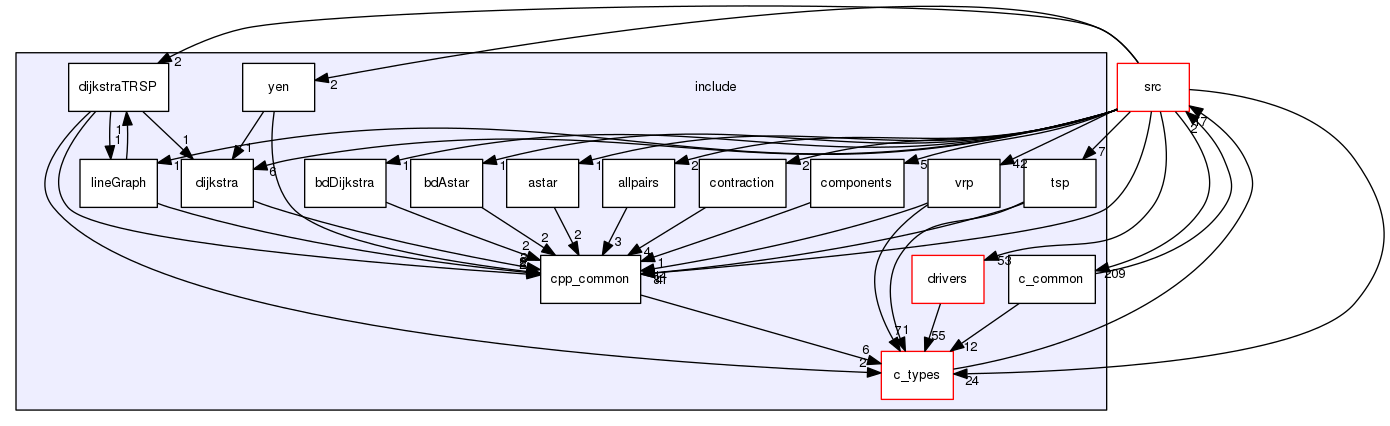 2
dijkstraTRSP
yen
2
include
src
2
7
1
1
1
1
1
6
1
1
1
2
2
5
42
7
lineGraph
dijkstra
bdDijkstra
bdAstar
astar
allpairs
contraction
components
vrp
tsp
2
2
2
3
4
1
53
209
cpp_common
drivers
c_common
6
2
71
55
12
c_types
24